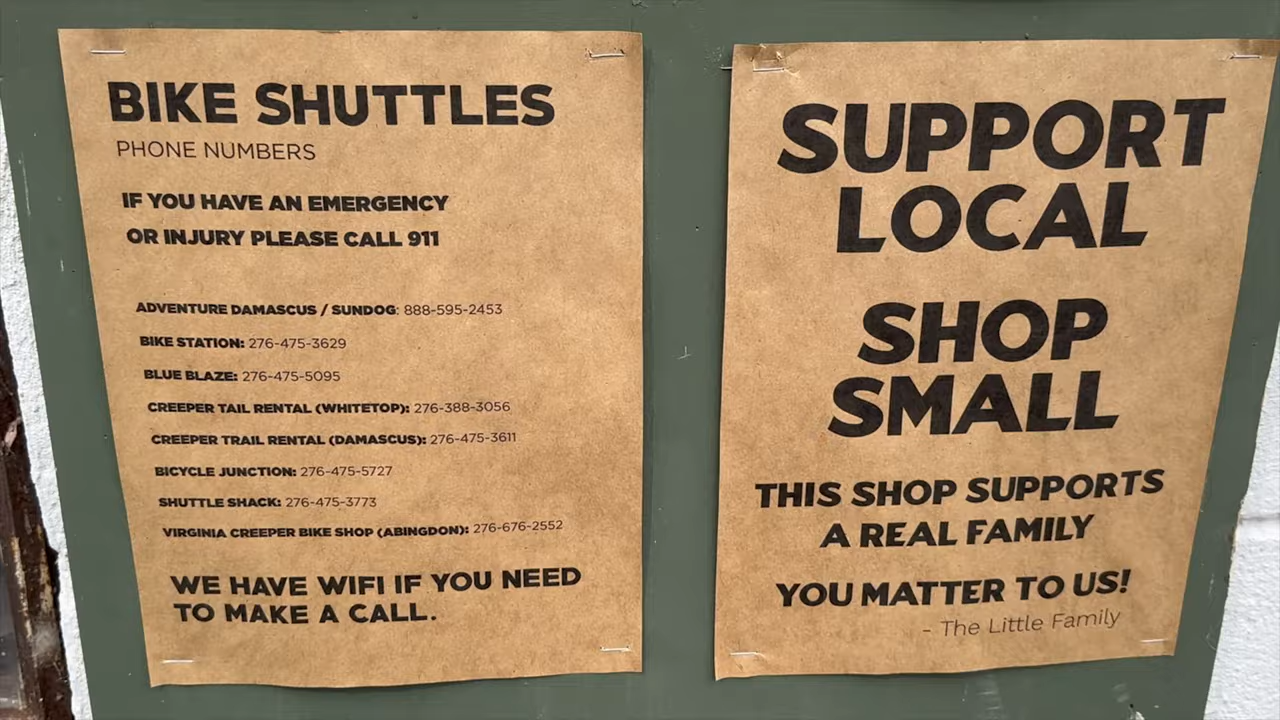 BIKE SHUTTLES
PHONE NUMBERS
IF YOU HAVE AN EMERGENCY
OR INJURY PLEASE CALL 911
ADVENTURE DAMASCUS / SUNDOG: 888-595-2453
BIKE STATION: 276-475-3629
BLUE BLAZE: 276-475-5095
CREEPER TAIL RENTAL (WHITETOP): 276-388-3056
CREEPER TRAIL RENTAL (DAMASCUS): 276-475-3611
BICYCLE JUNCTION: 276-475-5727
SHUTTLE SHACK: 276-475-3773
VIRGINIA CREEPER BIKE SHOP (ABINGDON): 276-676-2552
WE HAVE WIFI IF YOU NEED
TO MAKE A CALL.
SUPPORT
LOCAL
SHOP
SMALL
THIS SHOP SUPPORTS
A REAL FAMILY
YOU MATTER TO US!
- The Little Family